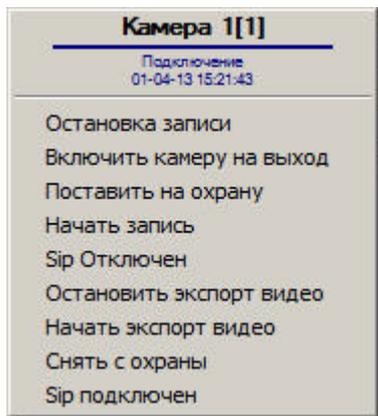 Камера 1[1]
Подключение
01-04-13 15:21:43
Остановка записи
Включить камеру на выход
Поставить на охрану
Начать запись
Sip Отключен
Остановить экспорт видео
Начать экспорт видео
Снять с охраны
Sip подключен